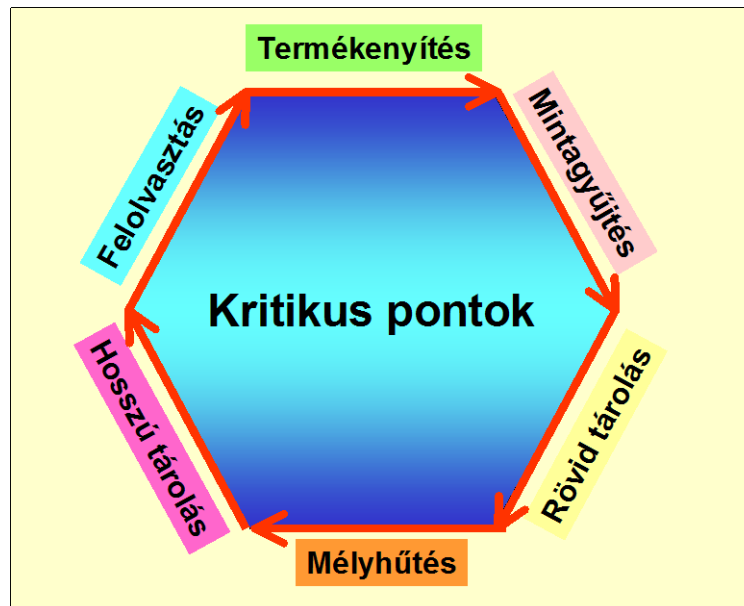 Termékenyítés
Mintagyűjtés
Rövid tárolás
Mélyhűtés
Hosszú tárolás
Felolvasztás
Kritikus pontok